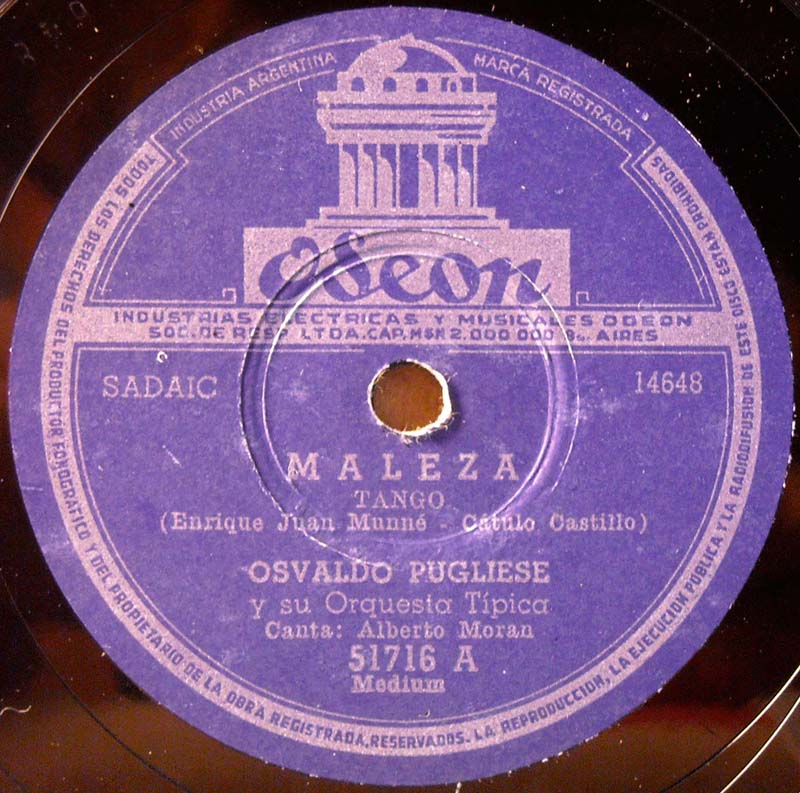 INDUSTRIA ARGENTINA
MARCA REGISTRADA
Odeon
INDUSTRIAS ELECTRICAS Y MUSICALES ODEON
SOC. DE RESP. LTDA. CAP. M$N 2.000 000 Bs. AIRES
SADAIC
14648
MALEZA
TANGO
(Enrique Juan Munné - Cátulo Castillo)
OSVALDO PUGLIESE
y su Orquesta Típica
Canta: Alberto Moran
51716 A
Medium
TODOS LOS DERECHOS DEL PRODUCTOR FONOGRAFICO Y DEL PROPIETARIO DE LA OBRA REGISTRADA, RESERVADOS. LA REPRODUCCION, LA EJECUCION PUBLICA Y LA RADIODIFUSION DE ESTE DISCO ESTAN PROHIBIDAS